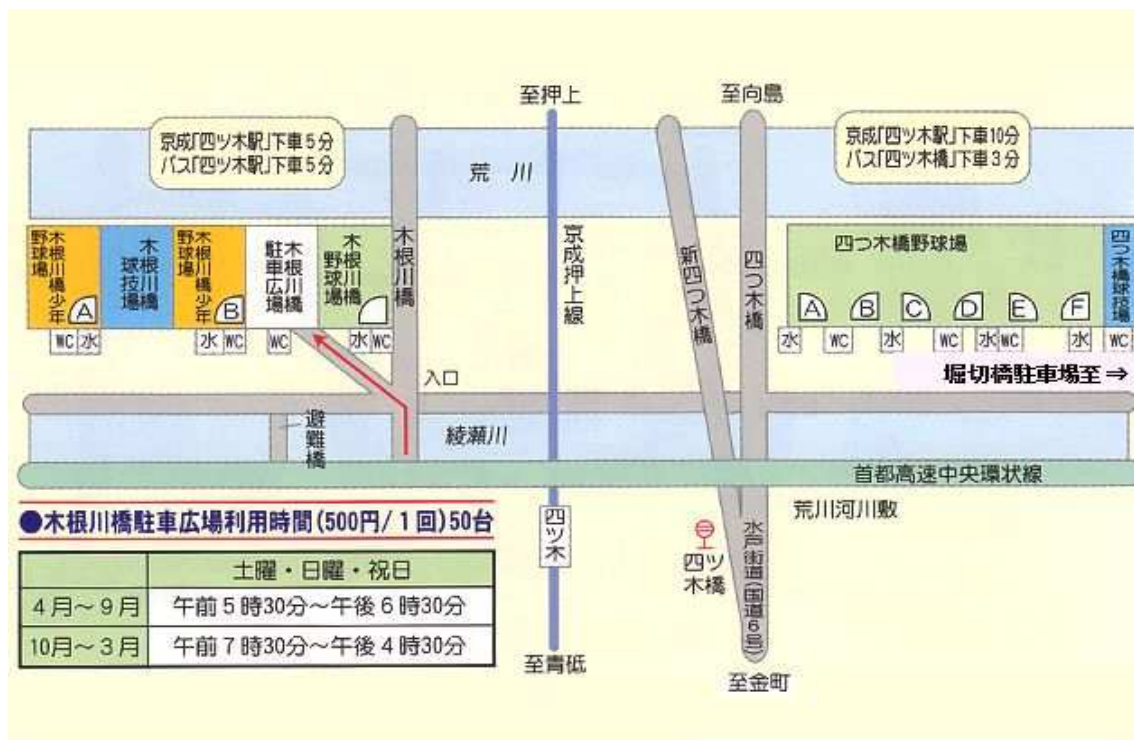 至押上
至向島
京成「四ツ木駅」下車5分
バス「四ツ木駅」下車5分
京成「四ツ木駅」下車10分
バス「四ツ木橋」下車3分
荒川
木根川橋少年
野球場
A
木根川橋
球技場
木根川橋少年
野球場
B
木根川橋
駐車広場
木根川橋
野球場
木根川橋
京成押上線
新四つ木橋
四つ木橋
四つ木橋野球場
A
B
C
D
E
F
四つ木橋球技場
WC
水
水
WC
WC
水
WC
水
WC
水
WC
水
WC
水
WC
堀切橋駐車場至→
入口
避難橋
綾瀬川
首都高速中央環状線
荒川河川敷
●木根川橋駐車広場利用時間(500円/1回)50台
土曜・日曜・祝日
4月～9月
午前5時30分～午後6時30分
10月～3月
午前7時30分～午後4時30分
四ツ木
四ツ
木橋
水戸街道(国道6号)
至青砥
至金町